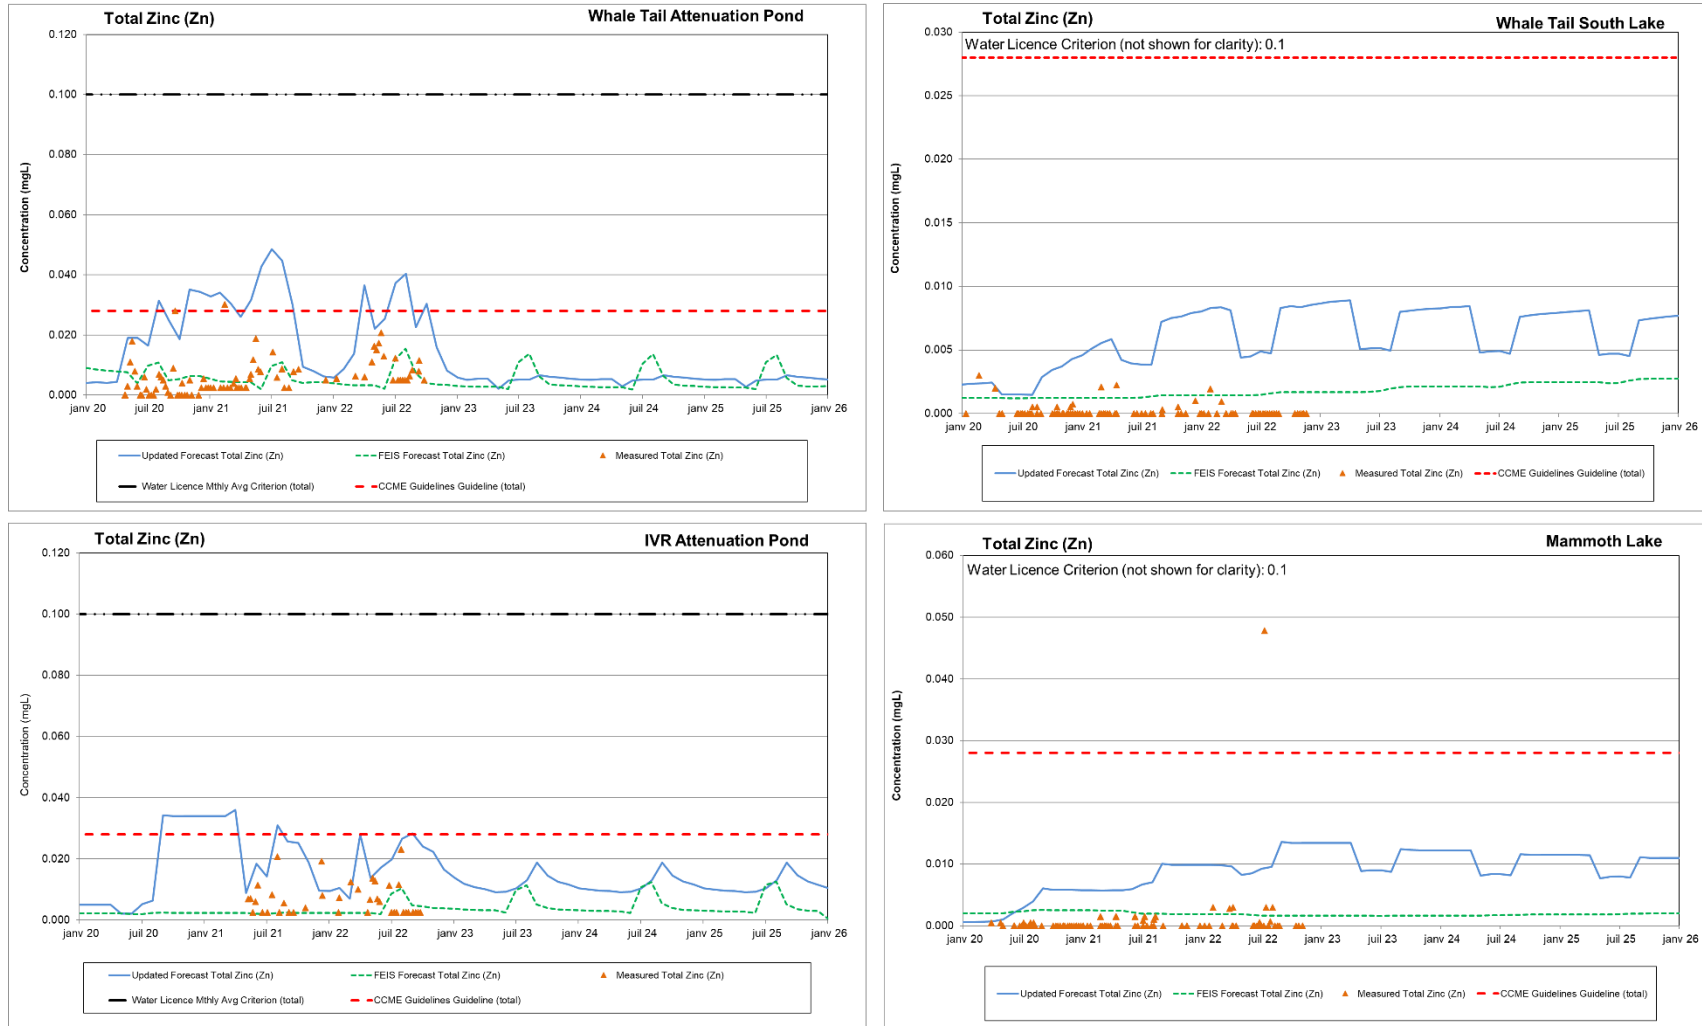 Total Zinc (Zn)
Whale Tail Attenuation Pond
0.120
0.100
0.080
0.060
0.040
0.020
0.000
Concentration (mgL)
janv 20
juil 20
janv 21
juil 21
janv 22
juil 22
janv 23
juil 23
janv 24
juil 24
janv 25
juil 25
janv 26
Updated Forecast Total Zinc (Zn)
FEIS Forecast Total Zinc (Zn)
Measured Total Zinc (Zn)
Water Licence Mthly Avg Criterion (total)
CCME Guidelines Guideline (total)
Total Zinc (Zn)
Whale Tail South Lake
Water Licence Criterion (not shown for clarity): 0.1
0.030
0.025
0.020
0.015
0.010
0.005
0.000
Concentration (mgL)
janv 20
juil 20
janv 21
juil 21
janv 22
juil 22
janv 23
juil 23
janv 24
juil 24
janv 25
juil 25
janv 26
Updated Forecast Total Zinc (Zn)
FEIS Forecast Total Zinc (Zn)
Measured Total Zinc (Zn)
CCME Guidelines Guideline (total)
Total Zinc (Zn)
IVR Attenuation Pond
0.120
0.100
0.080
0.060
0.040
0.020
0.000
Concentration (mgL)
janv 20
juil 20
janv 21
juil 21
janv 22
juil 22
janv 23
juil 23
janv 24
juil 24
janv 25
juil 25
janv 26
Updated Forecast Total Zinc (Zn)
FEIS Forecast Total Zinc (Zn)
Measured Total Zinc (Zn)
Water Licence Mthly Avg Criterion (total)
CCME Guidelines Guideline (total)
Total Zinc (Zn)
Mammoth Lake
Water Licence Criterion (not shown for clarity): 0.1
0.060
0.050
0.040
0.030
0.020
0.010
0.000
Concentration (mgL)
janv 20
juil 20
janv 21
juil 21
janv 22
juil 22
janv 23
juil 23
janv 24
juil 24
janv 25
juil 25
janv 26
Updated Forecast Total Zinc (Zn)
FEIS Forecast Total Zinc (Zn)
Measured Total Zinc (Zn)
CCME Guidelines Guideline (total)